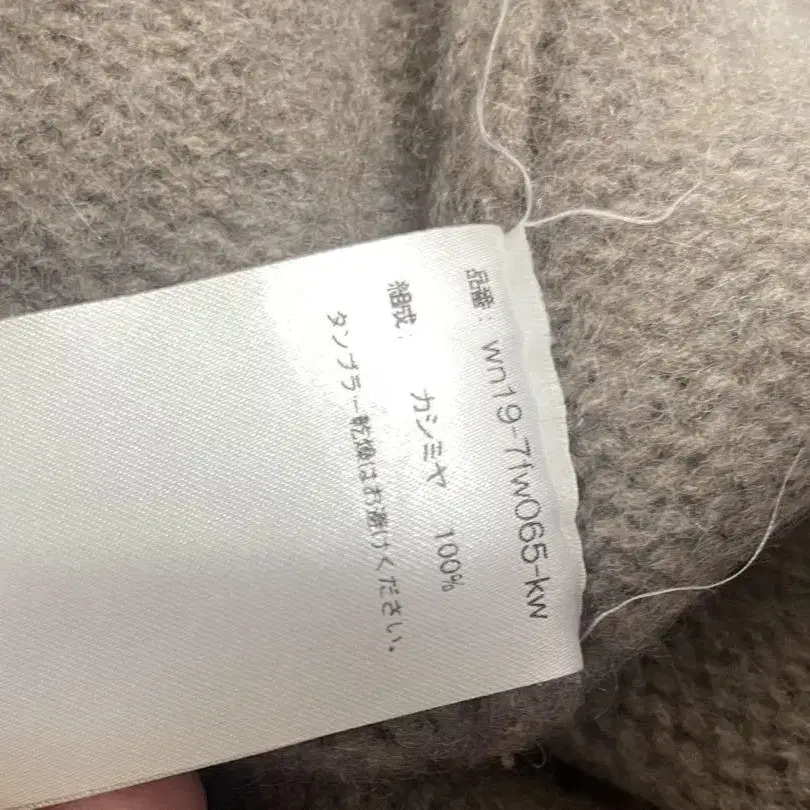 品番: wn19-7fw065-kw
組成: カシミヤ 100%
タンブラー乾燥はお避けください。